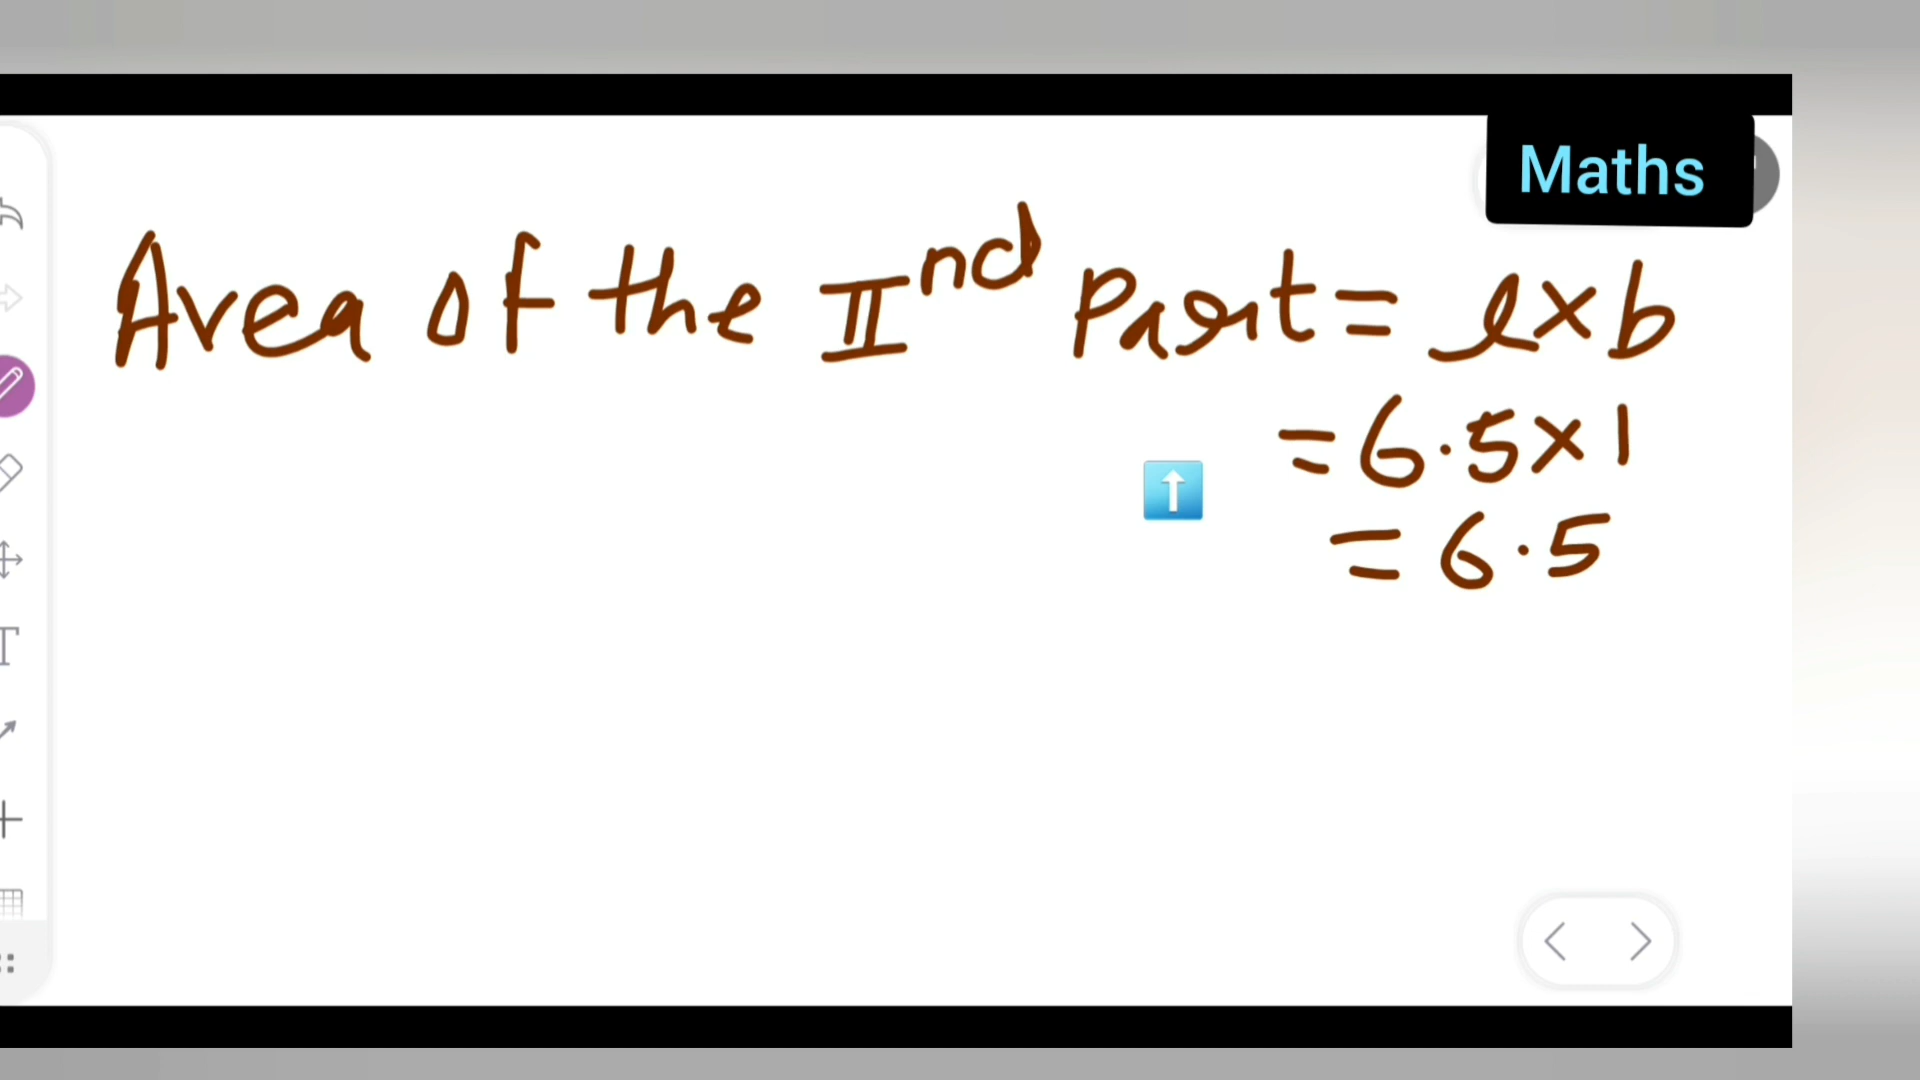 Maths
Area of the IInd Part = l×b
= 6.5×1
= 6.5